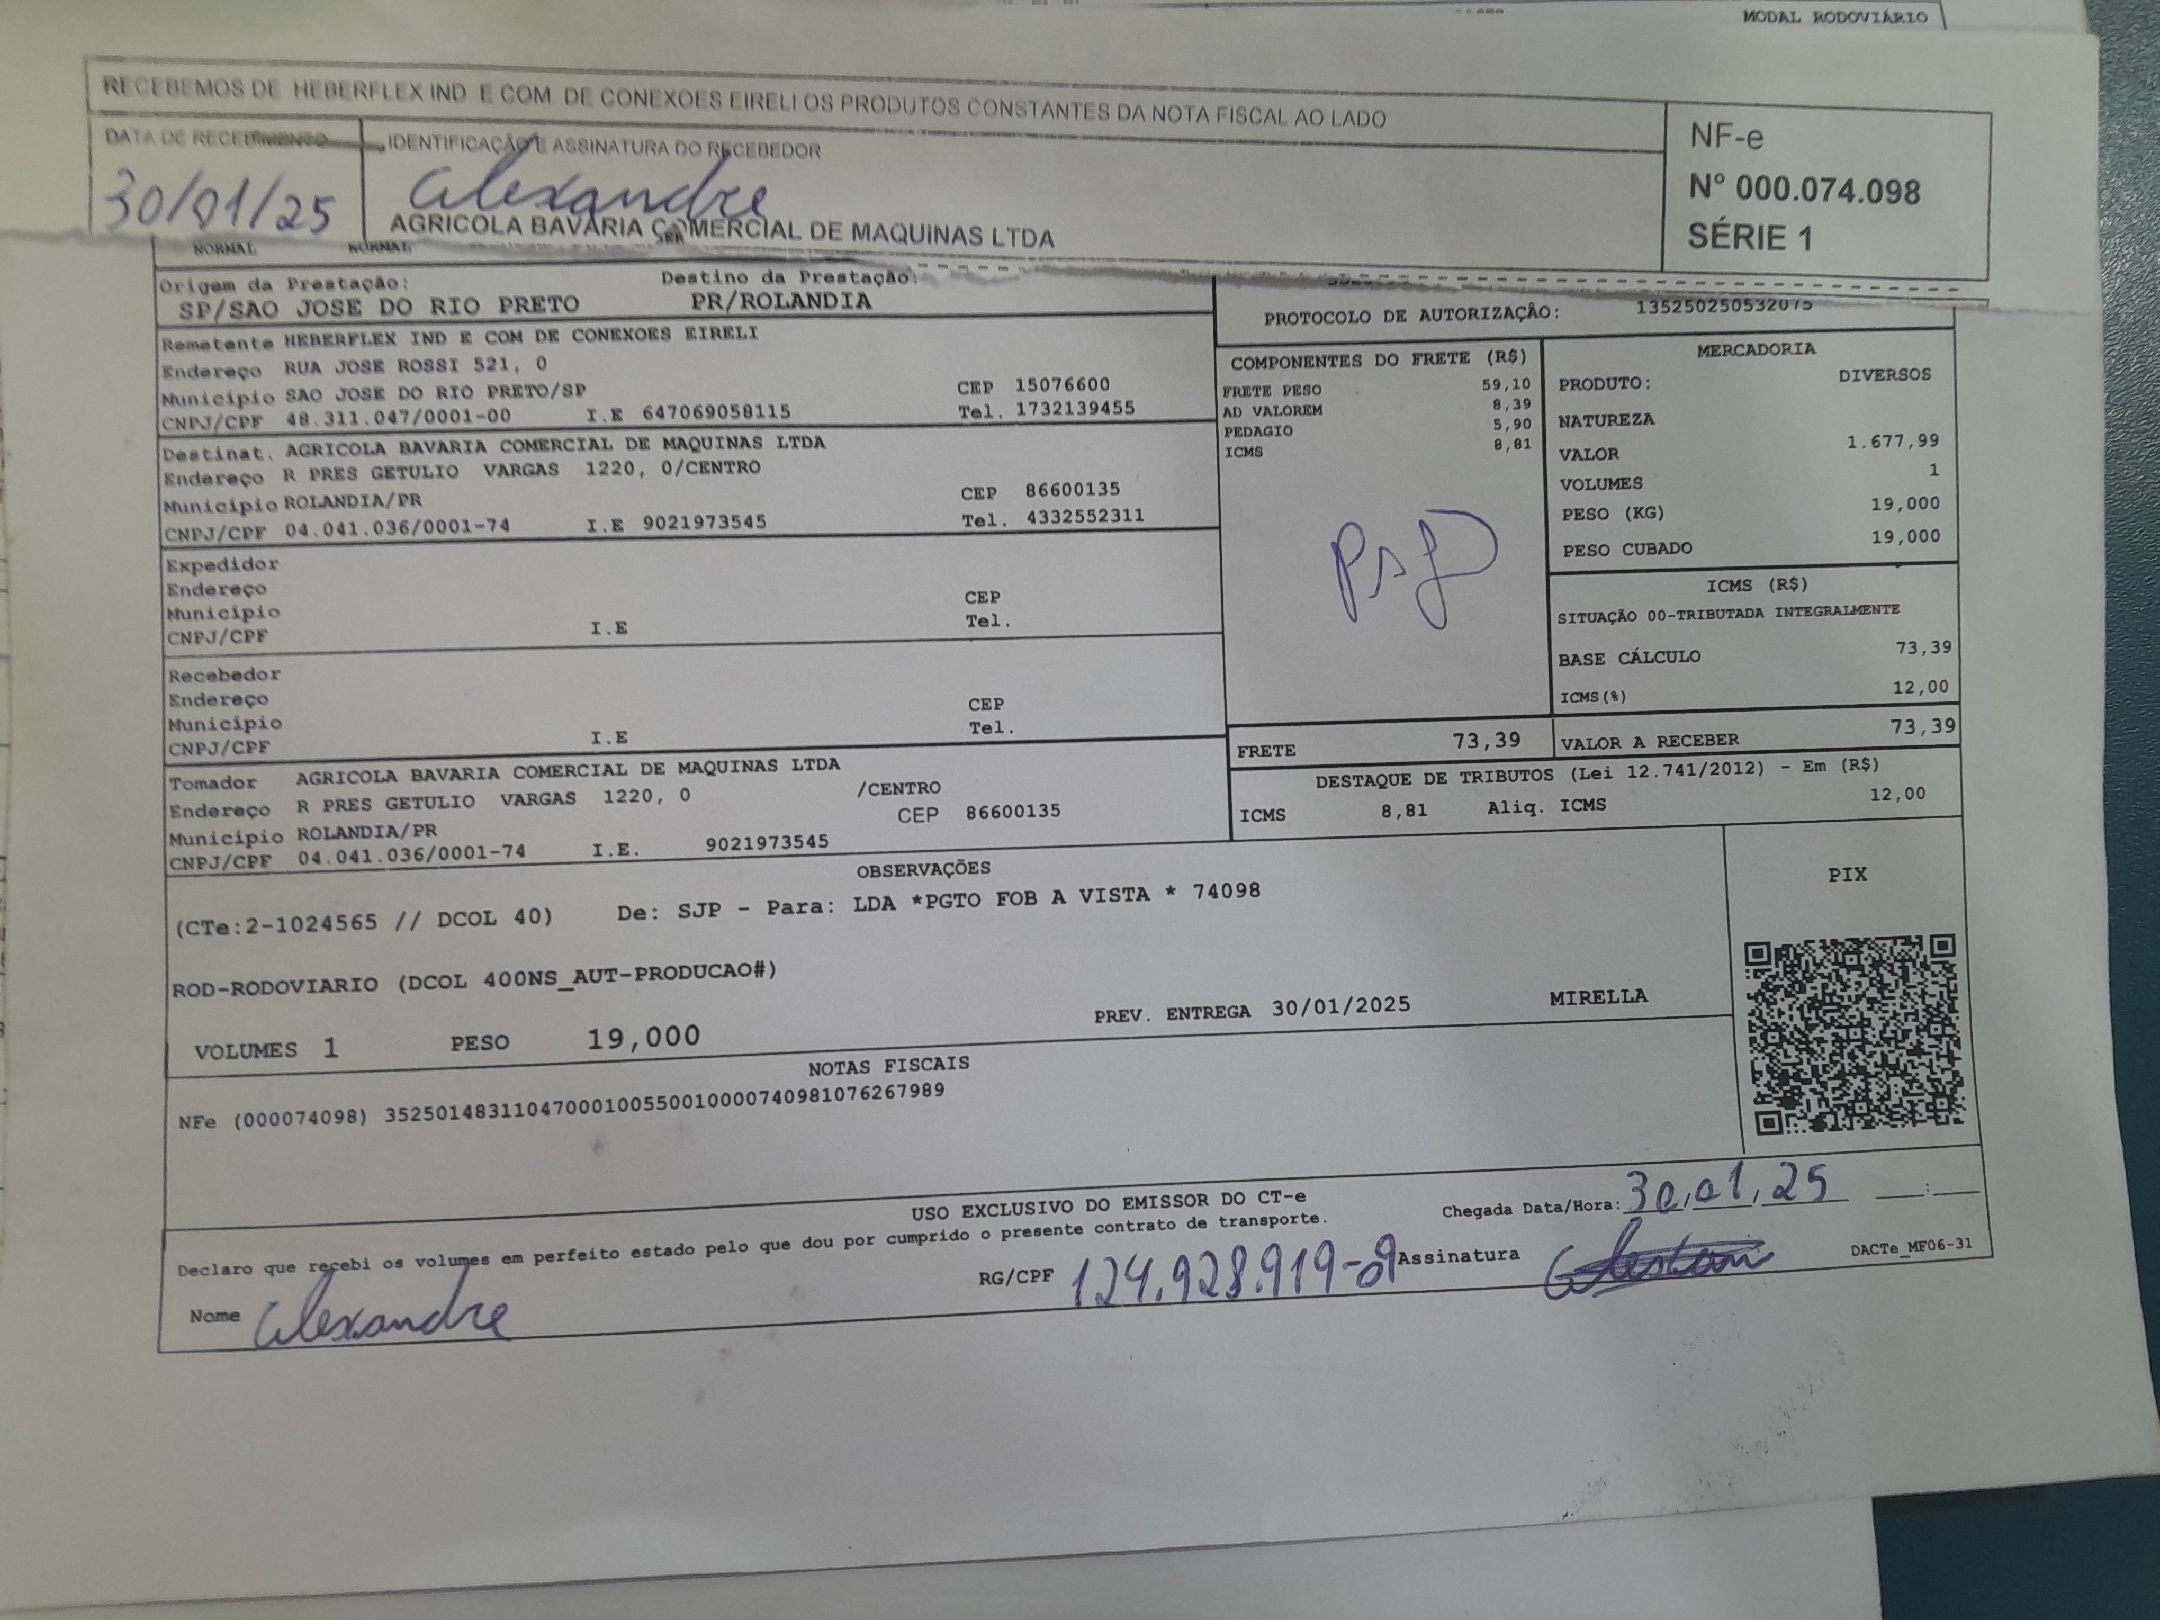 MODAL RODOVIÁRIO
RECEBEMOS DE HEBERFLEX IND E COM DE CONEXOES EIRELI OS PRODUTOS CONSTANTES DA NOTA FISCAL AO LADO
DATA DE RECEBIMENTO
30/01/25
IDENTIFICAÇÃO E ASSINATURA DO RECEBEDOR
Alexandre
AGRICOLA BAVARIA COMERCIAL DE MAQUINAS LTDA
NF-e
Nº 000.074.098
SÉRIE 1
NORMAL NORMAL
Origem da Prestação: Destino da Prestação:
SP/SAO JOSE DO RIO PRETO PR/ROLANDIA
PROTOCOLO DE AUTORIZAÇÃO: 135250250532075
Remetente HEBERFLEX IND E COM DE CONEXOES EIRELI
Endereço RUA JOSE ROSSI 521, 0
Município SAO JOSE DO RIO PRETO/SP CEP 15076600
CNPJ/CPF 48.311.047/0001-00 I.E 647069058115 Tel. 1732139455
Destinat. AGRICOLA BAVARIA COMERCIAL DE MAQUINAS LTDA
Endereço R PRES GETULIO VARGAS 1220, 0/CENTRO
Município ROLANDIA/PR CEP 86600135
CNPJ/CPF 04.041.036/0001-74 I.E 9021973545 Tel. 4332552311
Expedidor
Endereço
Município CEP
CNPJ/CPF I.E Tel.
Recebedor
Endereço
Município CEP
CNPJ/CPF I.E Tel.
Tomador AGRICOLA BAVARIA COMERCIAL DE MAQUINAS LTDA
Endereço R PRES GETULIO VARGAS 1220, 0 /CENTRO
Município ROLANDIA/PR CEP 86600135
CNPJ/CPF 04.041.036/0001-74 I.E. 9021973545
COMPONENTES DO FRETE (R$)
FRETE PESO 59,10
AD VALOREM 8,39
PEDAGIO 5,90
ICMS 8,81
MERCADORIA
PRODUTO: DIVERSOS
NATUREZA
VALOR 1.677,99
VOLUMES 1
PESO (KG) 19,000
PESO CUBADO 19,000
ICMS (R$)
SITUAÇÃO 00-TRIBUTADA INTEGRALMENTE
BASE CÁLCULO 73,39
ICMS(%) 12,00
FRETE 73,39 VALOR A RECEBER 73,39
DESTAQUE DE TRIBUTOS (Lei 12.741/2012) - Em (R$)
ICMS 8,81 Aliq. ICMS 12,00
OBSERVAÇÕES
(CTe:2-1024565 // DCOL 40) De: SJP - Para: LDA *PGTO FOB A VISTA * 74098
ROD-RODOVIARIO (DCOL 400NS_AUT-PRODUCAO#)
PREV. ENTREGA 30/01/2025 MIRELLA
VOLUMES 1 PESO 19,000
PIX
NOTAS FISCAIS
NFe (000074098) 35250148311047000100550010000740981076267989
USO EXCLUSIVO DO EMISSOR DO CT-e
Declaro que recebi os volumes em perfeito estado pelo que dou por cumprido o presente contrato de transporte.
Chegada Data/Hora: 30/01/25 __:__
Nome Alexandre RG/CPF 124.928.919-09 Assinatura
DACTe_MF06-31